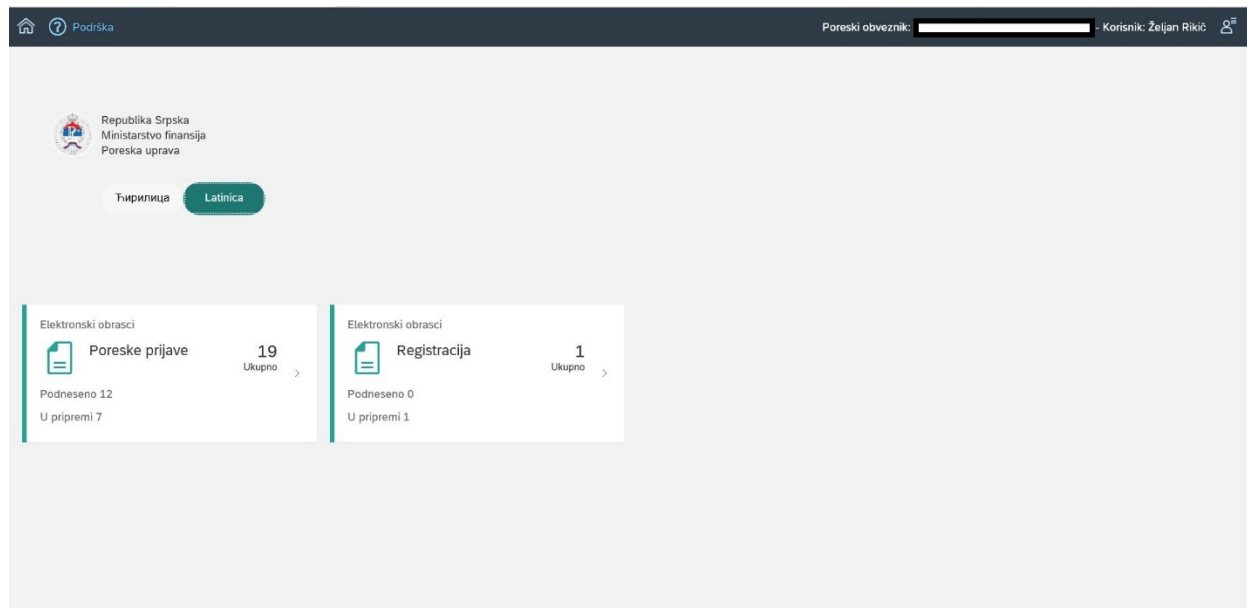 Podrška
Poreski obveznik: - Korisnik: Željan Rikič
Republika Srpska
Ministarstvo finansija
Poreska uprava
Ћирилица Latinica
Elektronski obrasci
Poreske prijave 19
Ukupno
Podneseno 12
U pripremi 7
Elektronski obrasci
Registracija 1
Ukupno
Podneseno 0
U pripremi 1